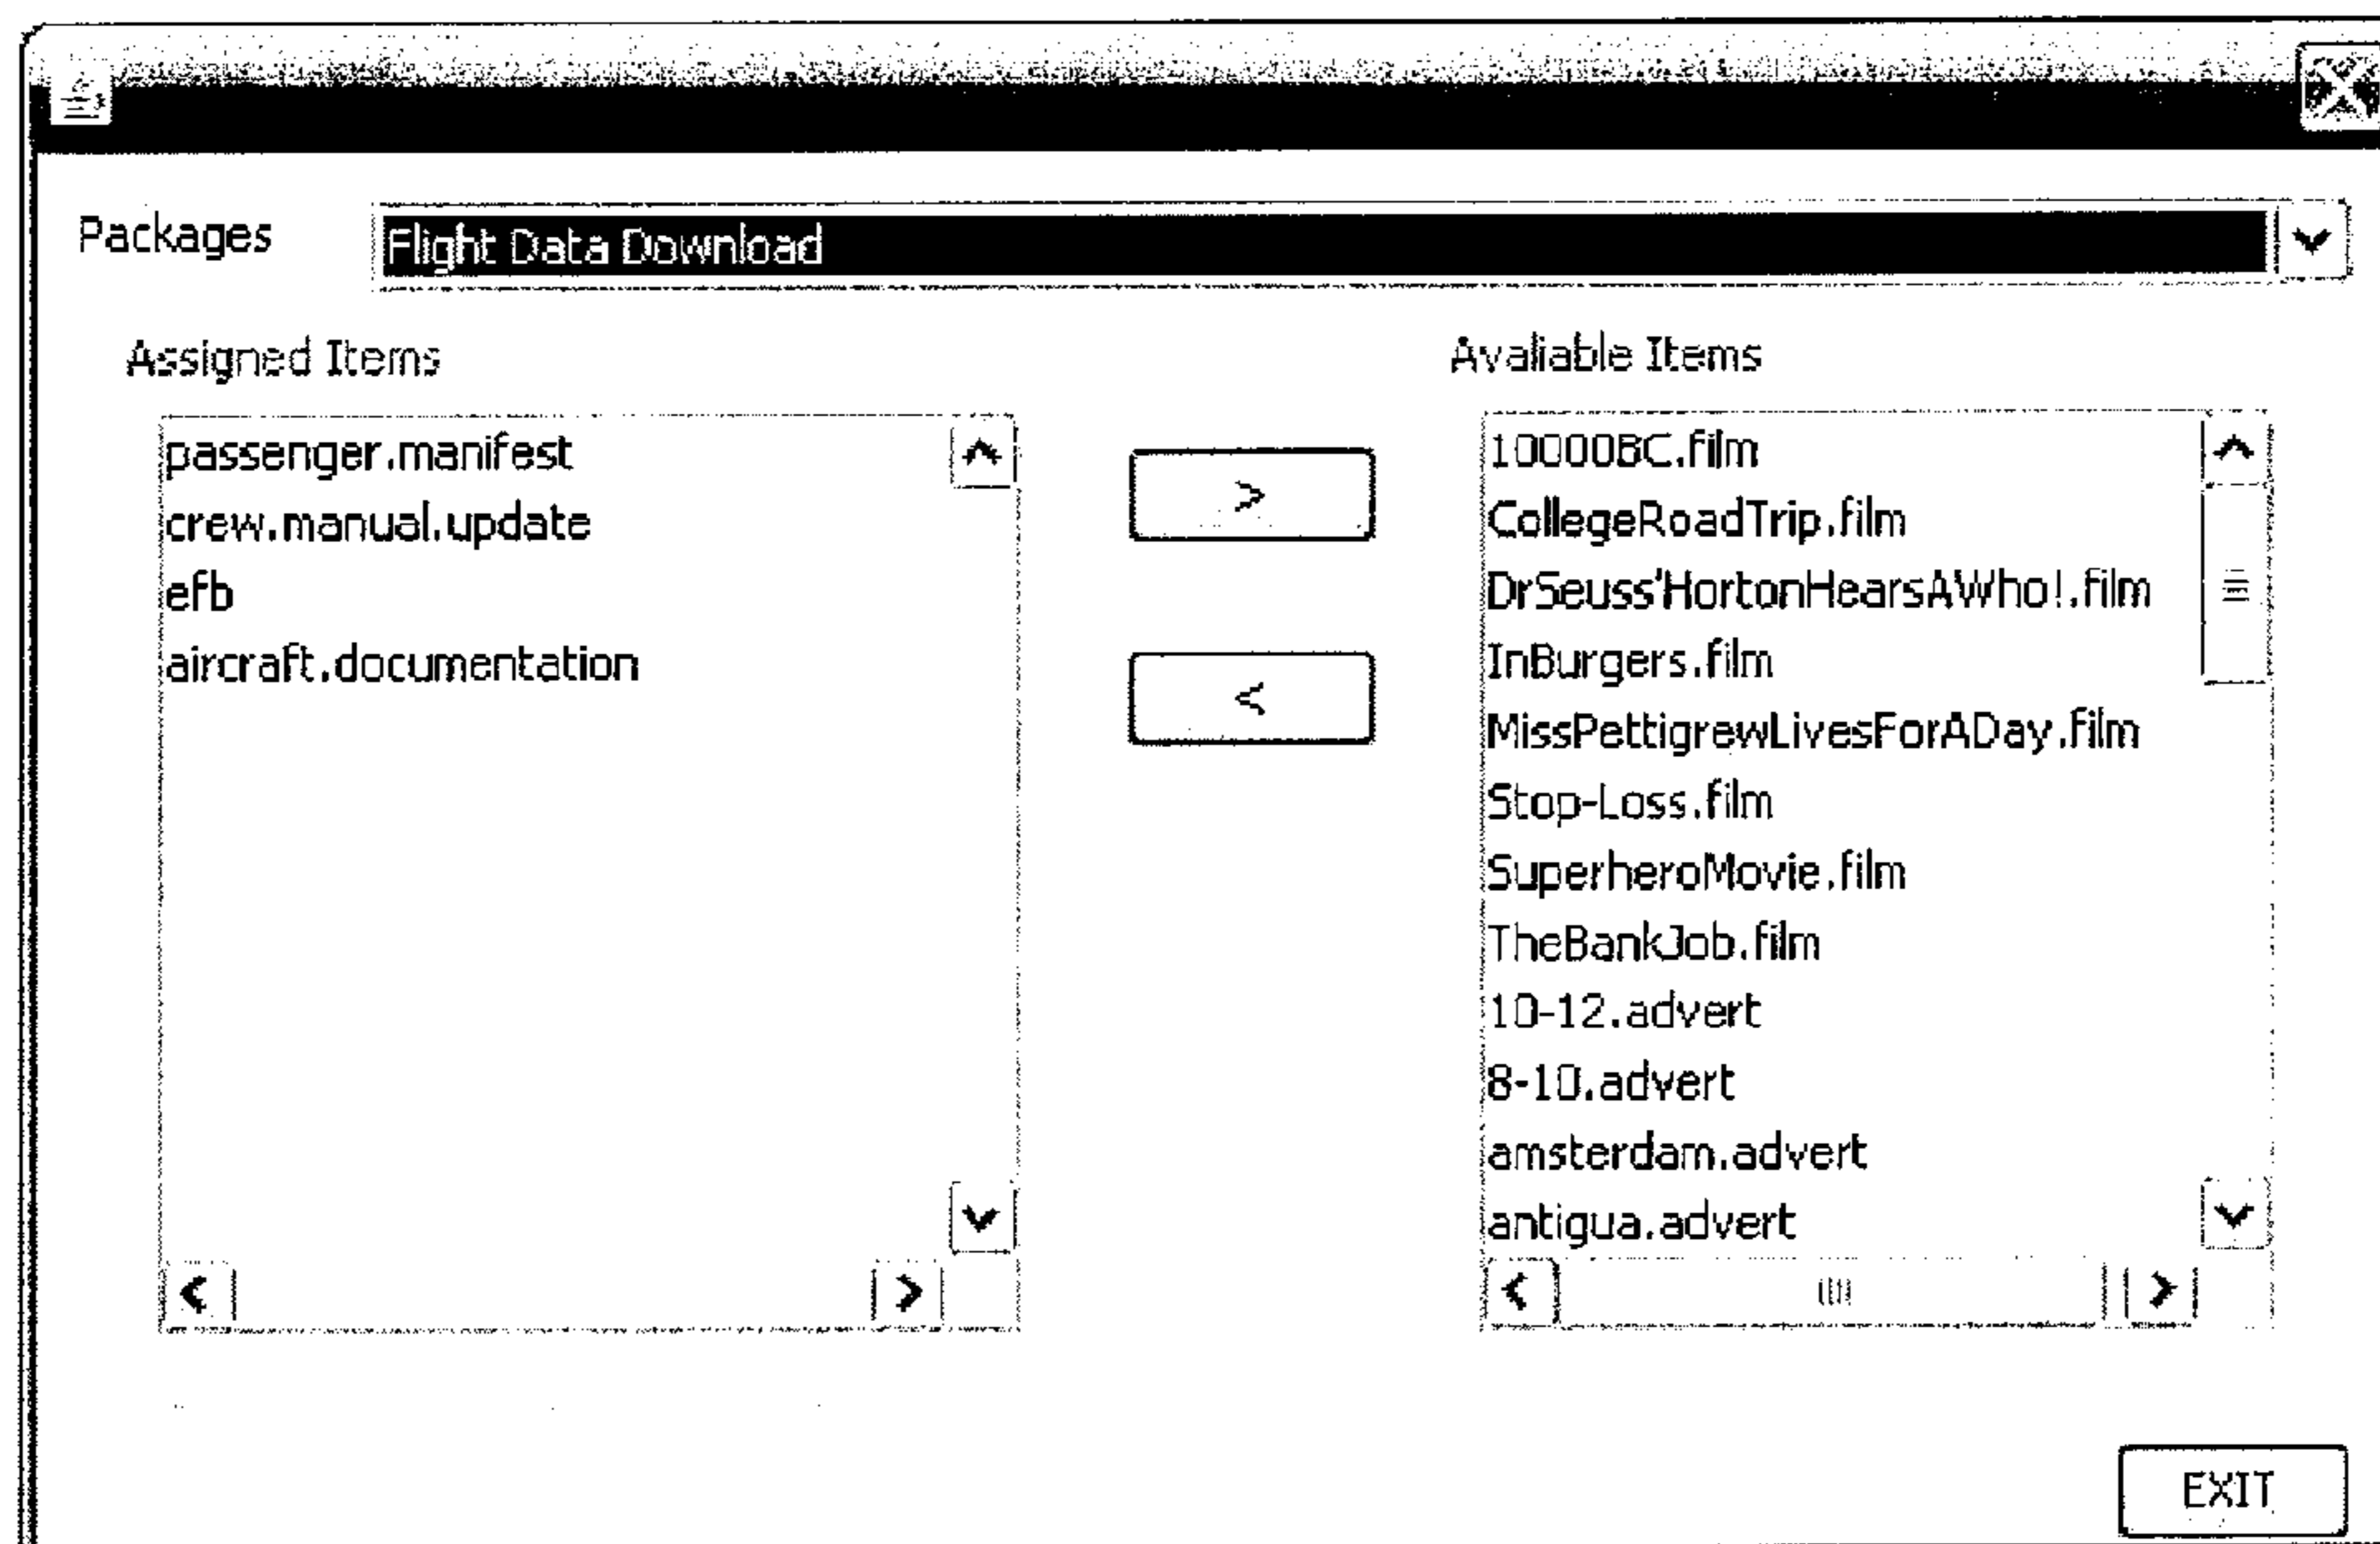 Packages
Flight Data Download
Assigned Items
Avaliable Items
passenger.manifest
crew.manual.update
efb
aircraft.documentation
>
<
10000BC.film
CollegeRoadTrip.film
DrSeuss'HortonHearsAWho!.film
InBurgers.film
MissPettigrewLivesForADay.film
Stop-Loss.film
SuperheroMovie.film
TheBankJob.film
10-12.advert
8-10.advert
amsterdam.advert
antigua.advert
EXIT